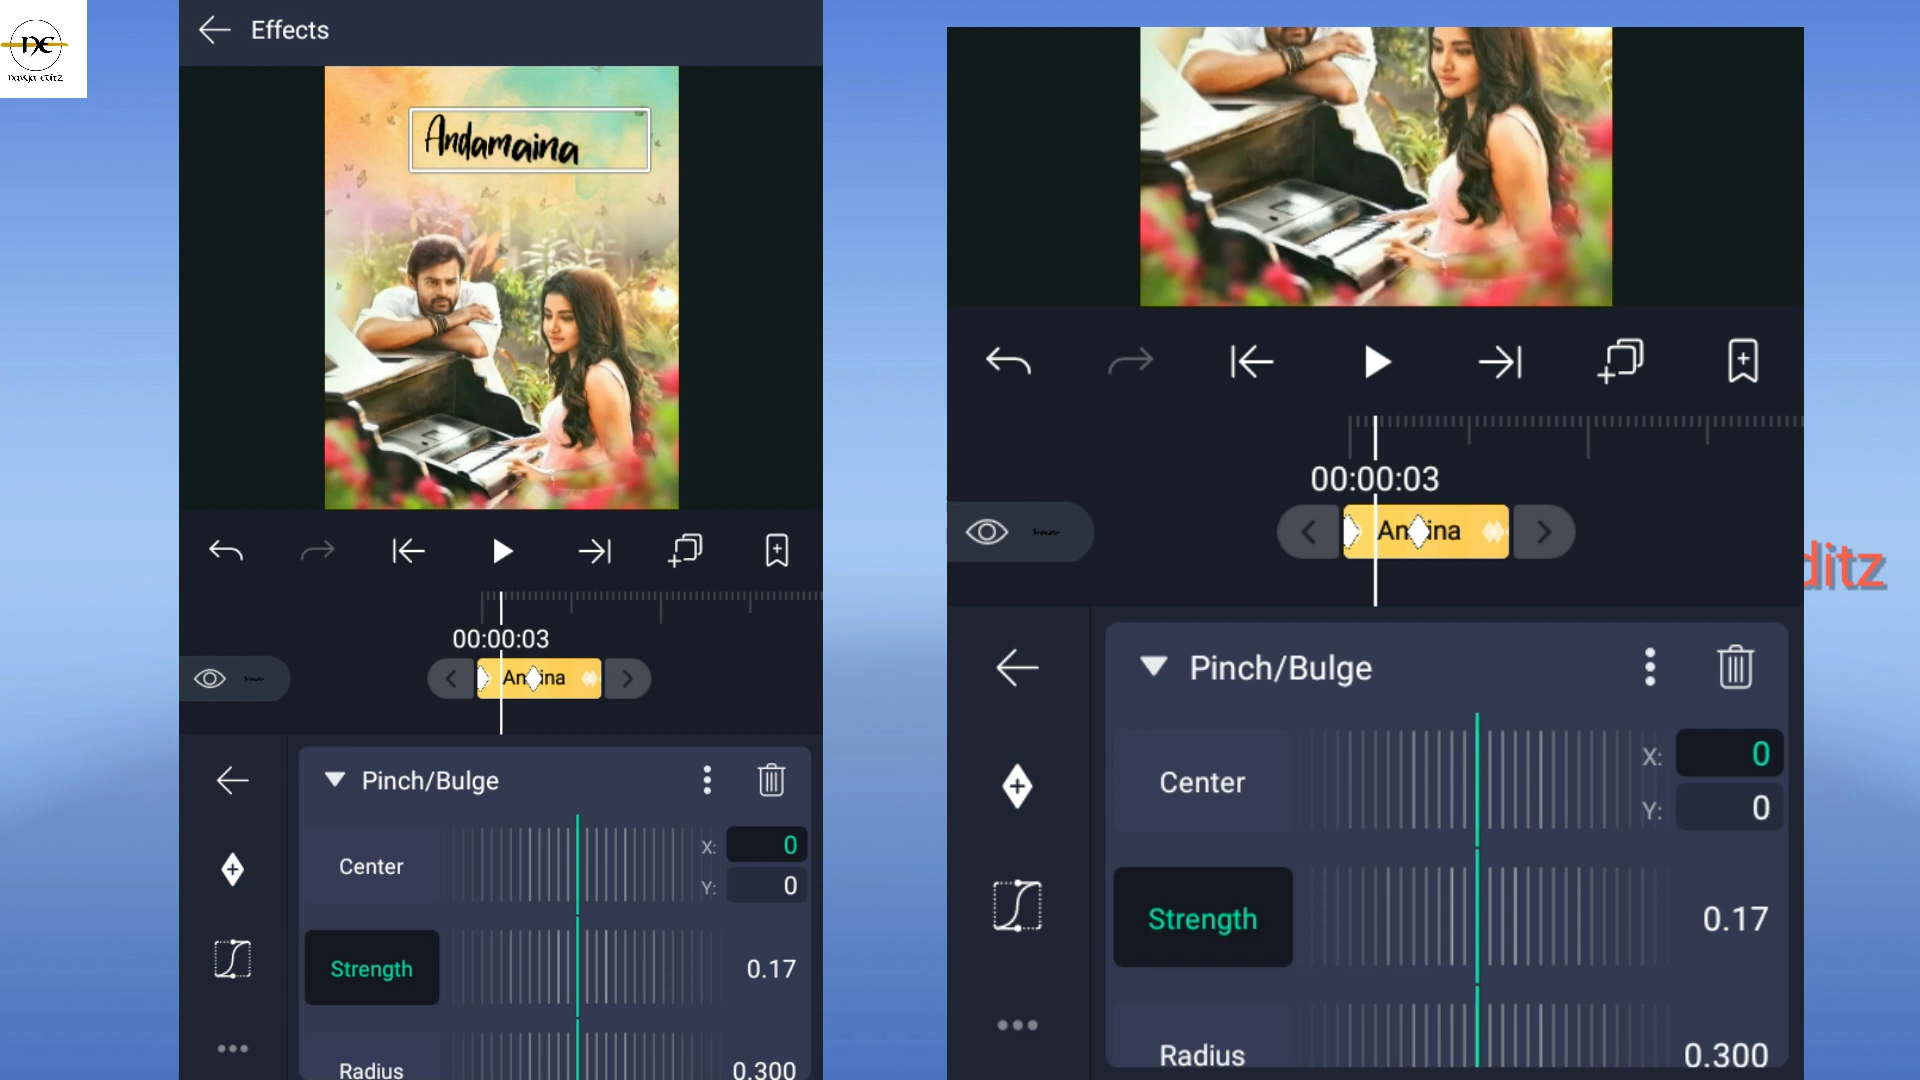 Effects
Andamaina
00:00:03
An ina
Pinch/Bulge
Center
X: 0
Y: 0
Strength
0.17
Radius
0.300
00:00:03
An ina
Pinch/Bulge
Center
X: 0
Y: 0
Strength
0.17
Radius
0.300
ditz